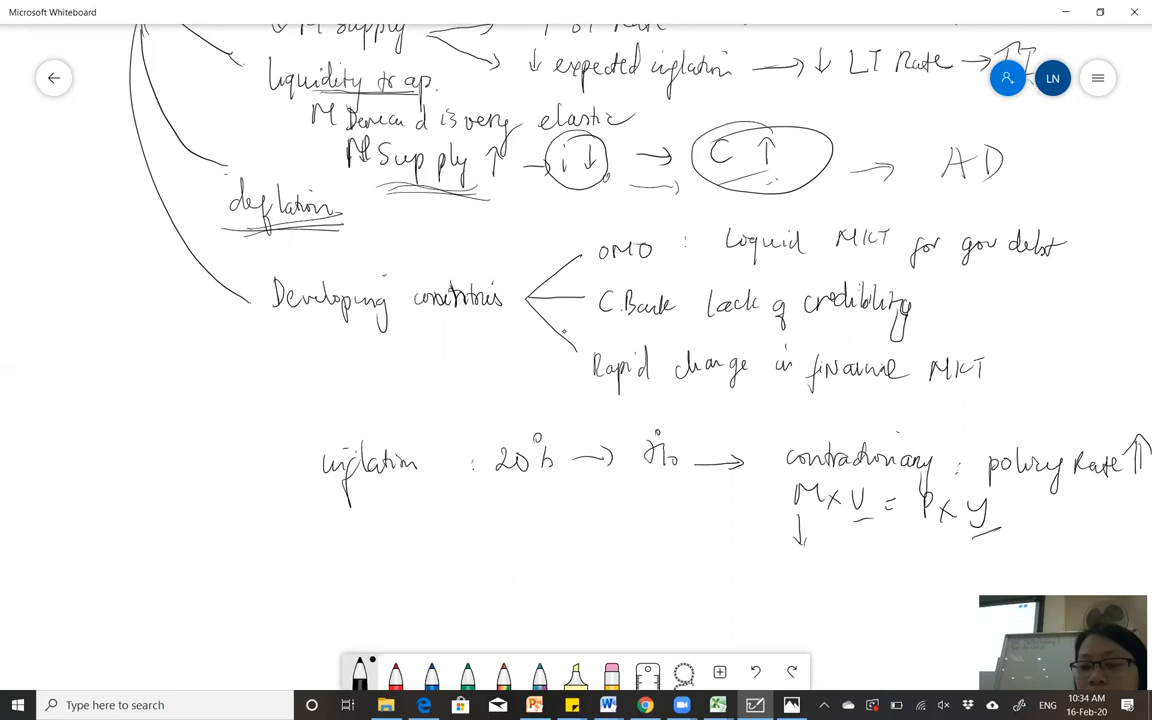 Microsoft Whiteboard
M supply → Rate
↓ expected inflation → ↓ LT Rate → ↑ I
LN
liquidity trap.
M Demand is very elastic
M Supply ↑ → i ↓ → C ↑ → AD
deflation
OMO : Liquid MKT for gov debt
Developing countries
C.Bank lack of credibility
Rapid change in financial MKT
inflation : 20% → → contractionary : policy Rate ↑
M x V = P x y
↓
Type here to search
ENG
10:34 AM
16-Feb-20